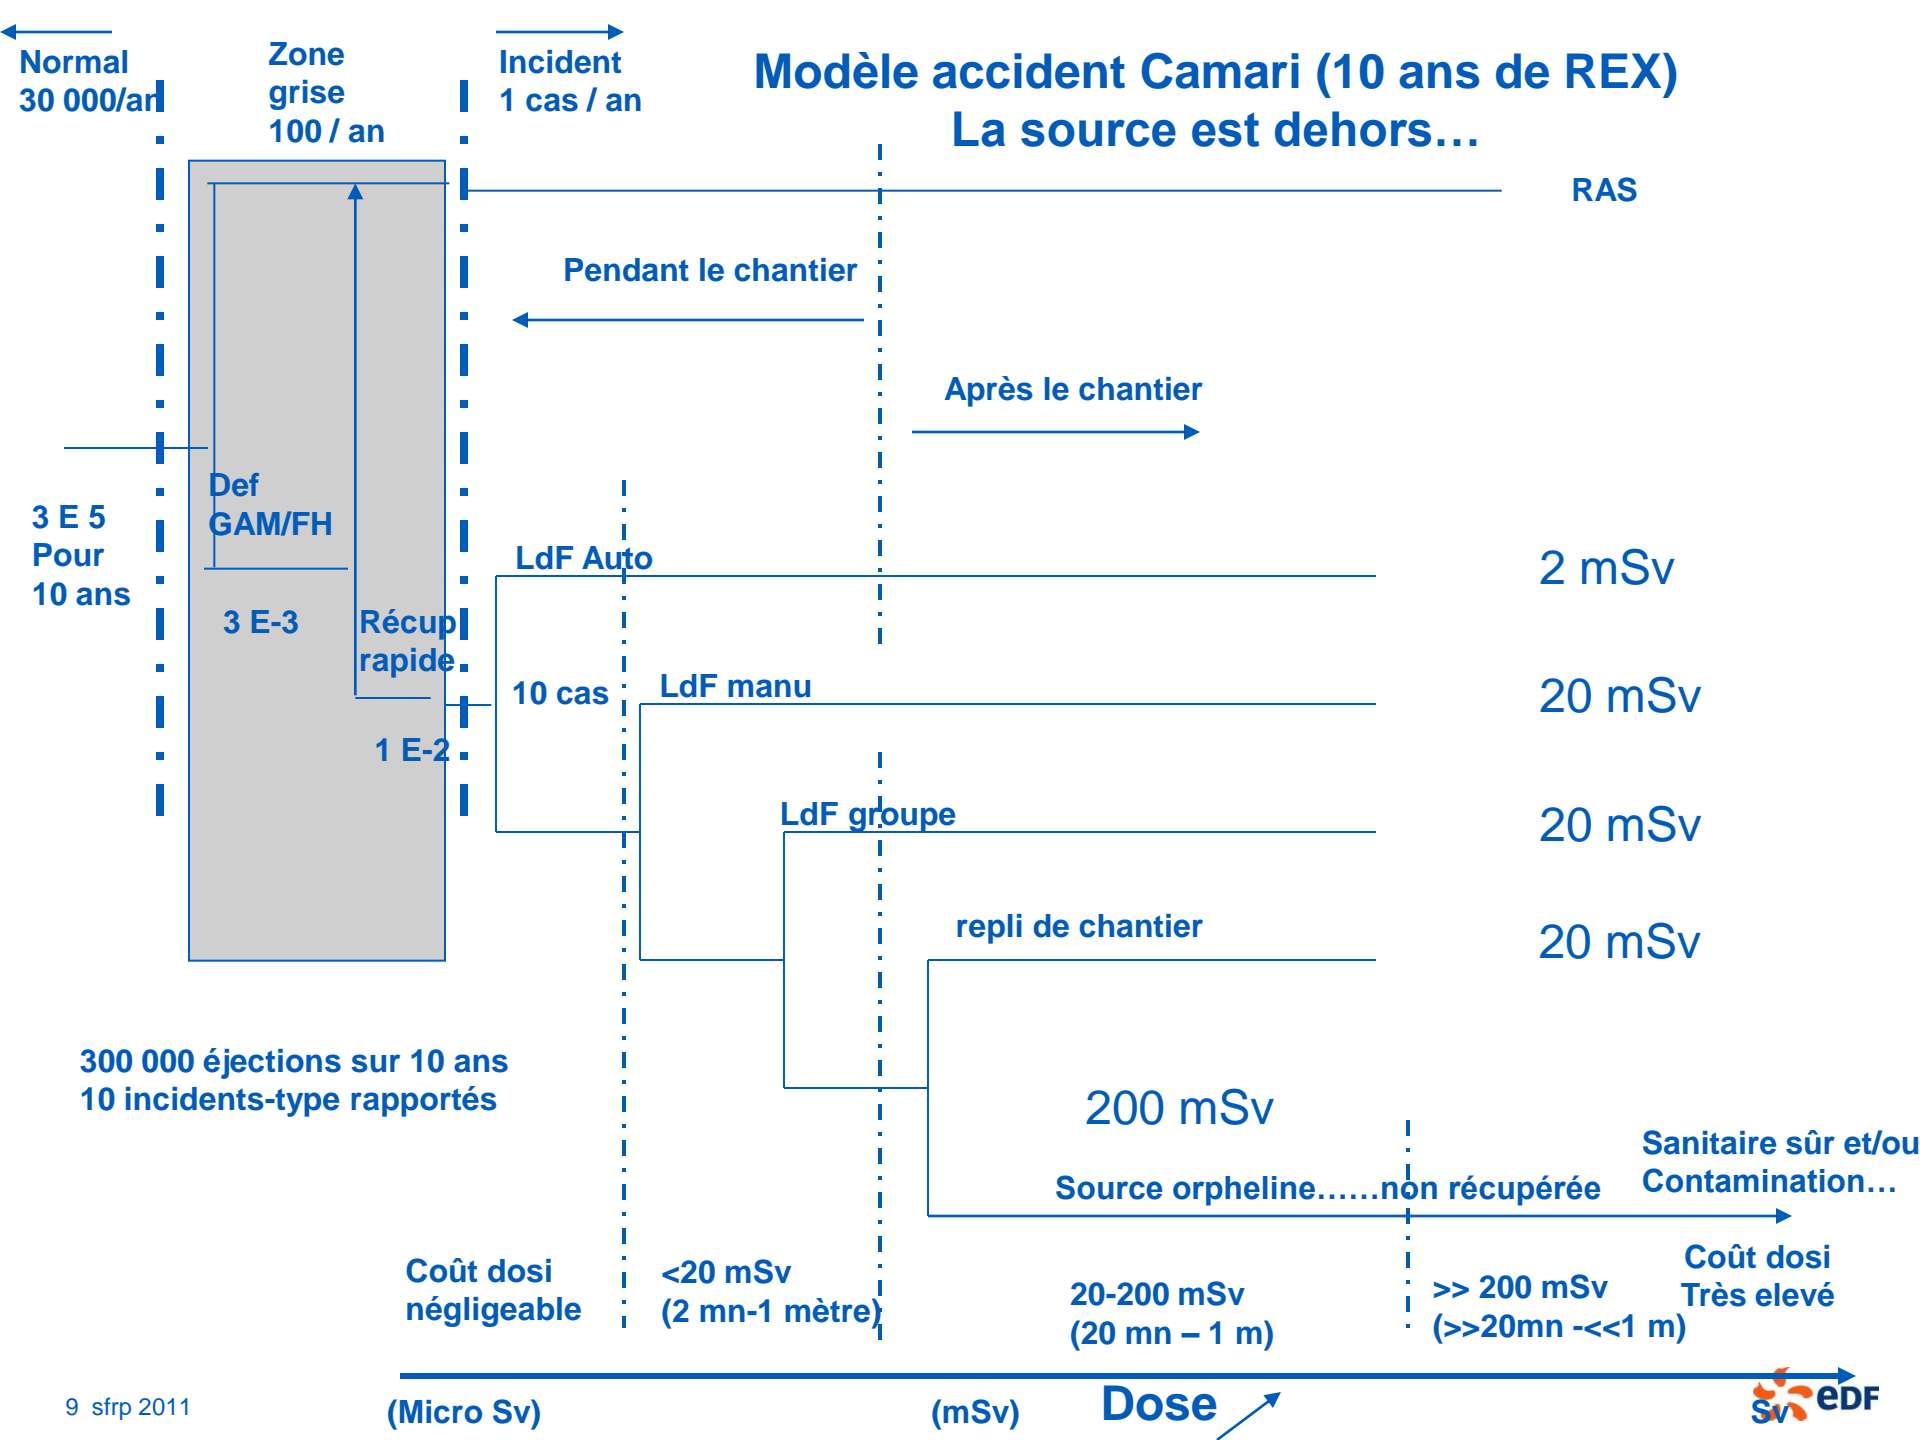 Modèle accident Camari (10 ans de REX)
La source est dehors…
Normal
30 000/an
Zone
grise
100 / an
Incident
1 cas / an
RAS
Pendant le chantier
Après le chantier
3 E 5
Pour
10 ans
Def
GAM/FH
3 E-3
Récup
rapide
1 E-2
LdF Auto
2 mSv
10 cas
LdF manu
20 mSv
LdF groupe
20 mSv
repli de chantier
20 mSv
300 000 éjections sur 10 ans
10 incidents-type rapportés
200 mSv
Source orpheline……non récupérée
Sanitaire sûr et/ou
Contamination…
Coût dosi
négligeable
<20 mSv
(2 mn-1 mètre)
20-200 mSv
(20 mn – 1 m)
>> 200 mSv
(>>20mn -<<1 m)
Coût dosi
Très elevé
9 sfrp 2011
(Micro Sv)
(mSv)
Dose
Sv
eDF